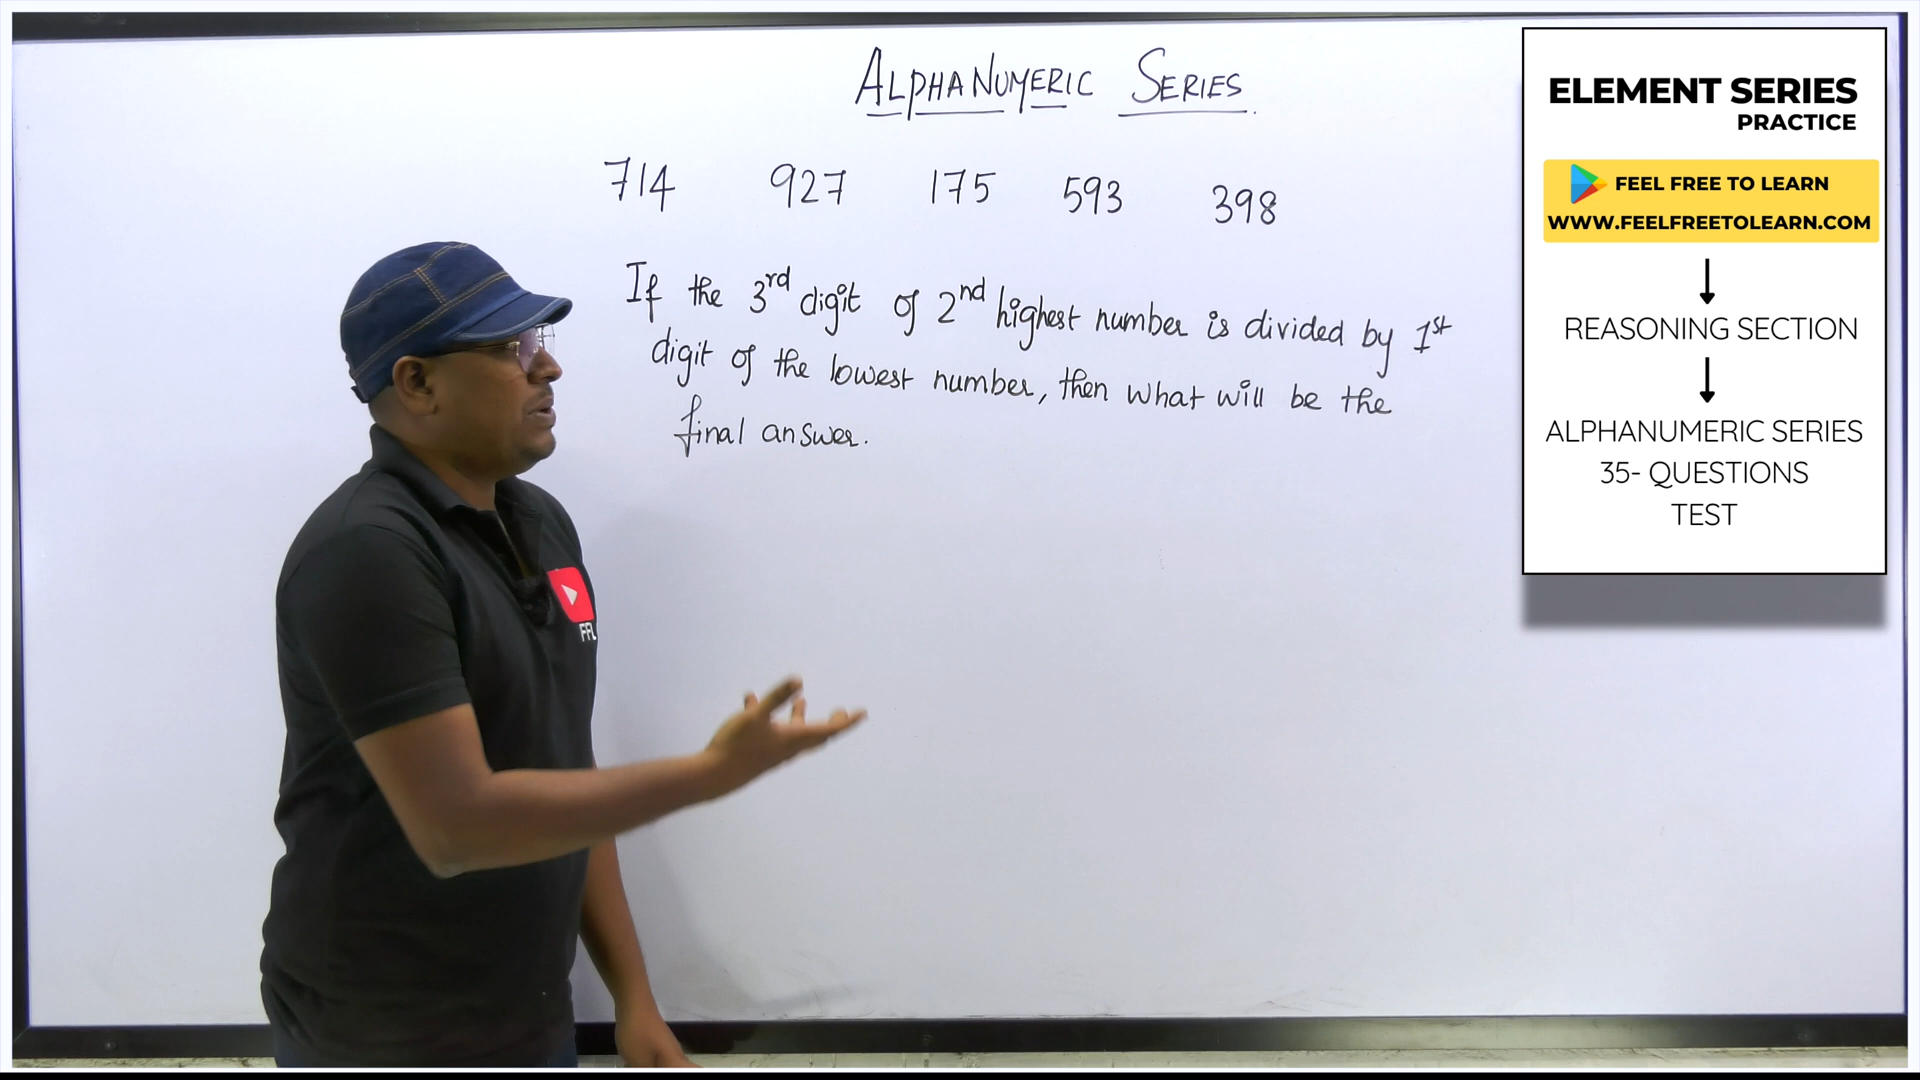 ALPHANUMERIC SERIES.
714 927 175 593 398
If the 3rd digit of 2nd highest number is divided by 1st
digit of the lowest number, then what will be the
final answer.
FFL
ELEMENT SERIES
PRACTICE
FEEL FREE TO LEARN
WWW.FEELFREETOLEARN.COM
REASONING SECTION
ALPHANUMERIC SERIES
35- QUESTIONS
TEST